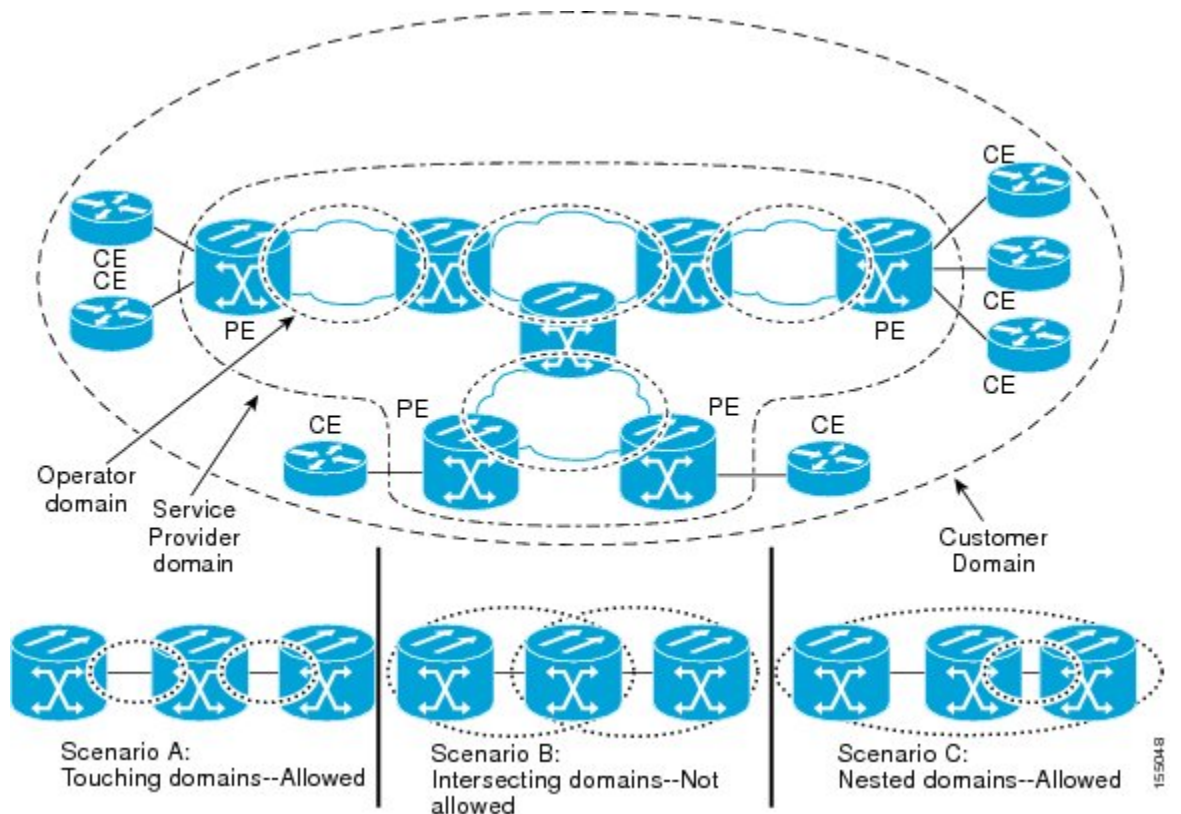 CE
CE
CE
PE
CE
PE
CE
CE
PE
PE
CE
CE
Operator
domain
Service
Provider
domain
Customer
Domain
Scenario A:
Touching domains--Allowed
Scenario B:
Intersecting domains--Not
allowed
Scenario C:
Nested domains--Allowed
155048